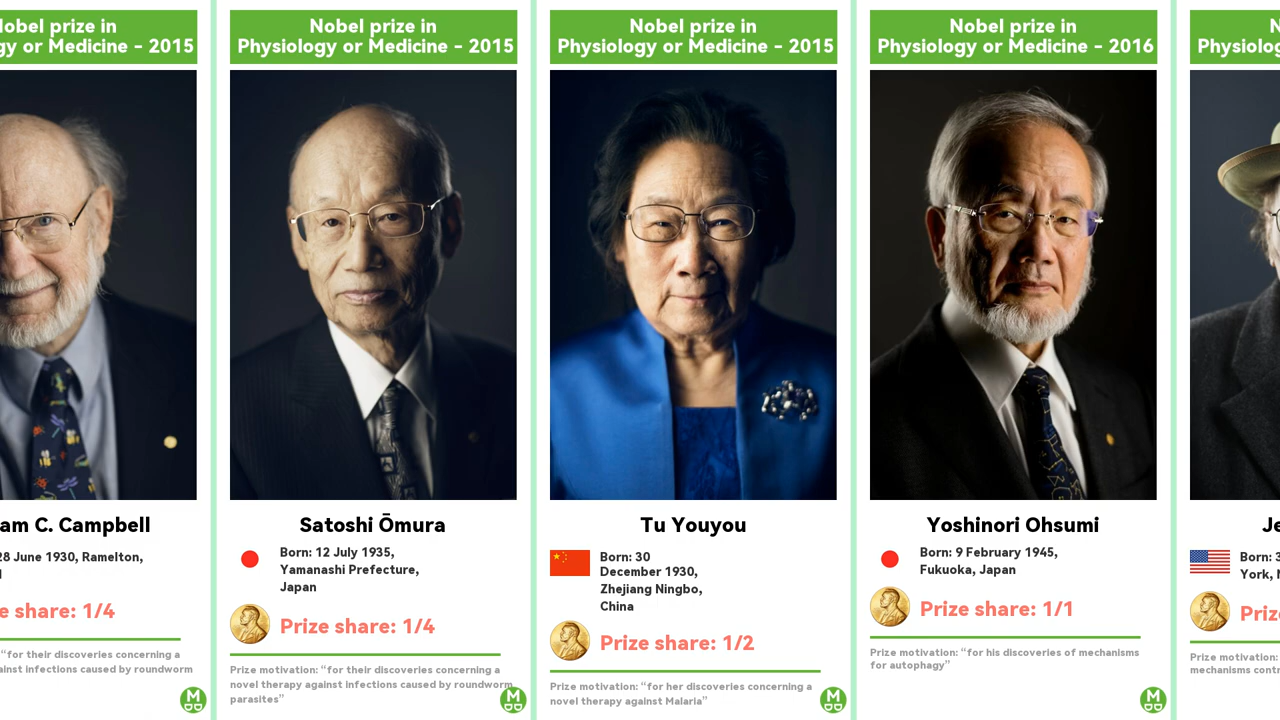 Nobel prize in
gy or Medicine - 2015
am C. Campbell
28 June 1930, Ramelton,
e share: 1/4
"for their discoveries concerning a
ainst infections caused by roundworm
Nobel prize in
Physiology or Medicine - 2015
Satoshi Ōmura
Born: 12 July 1935,
Yamanashi Prefecture,
Japan
Prize share: 1/4
Prize motivation: "for their discoveries concerning a
novel therapy against infections caused by roundworm
parasites"
Nobel prize in
Physiology or Medicine - 2015
Tu Youyou
Born: 30
December 1930,
Zhejiang Ningbo,
China
Prize share: 1/2
Prize motivation: "for her discoveries concerning a
novel therapy against Malaria"
Nobel prize in
Physiology or Medicine - 2016
Yoshinori Ohsumi
Born: 9 February 1945,
Fukuoka, Japan
Prize share: 1/1
Prize motivation: "for his discoveries of mechanisms
for autophagy"
N
Physiolog
Je
Born: 3
York, N
Prize
Prize motivation:
mechanisms contr